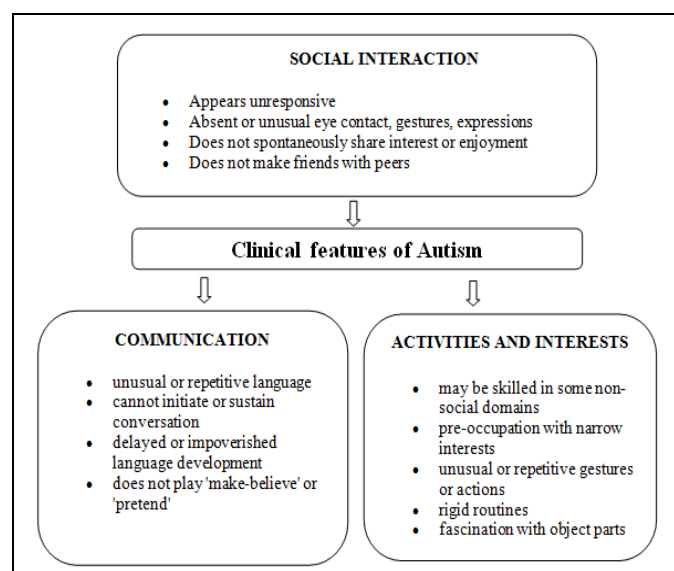 SOCIAL INTERACTION
• Appears unresponsive
• Absent or unusual eye contact, gestures, expressions
• Does not spontaneously share interest or enjoyment
• Does not make friends with peers
Clinical features of Autism
COMMUNICATION
• unusual or repetitive language
• cannot initiate or sustain
conversation
• delayed or impoverished
language development
• does not play 'make-believe' or
'pretend'
ACTIVITIES AND INTERESTS
• may be skilled in some non-
social domains
• pre-occupation with narrow
interests
• unusual or repetitive gestures
or actions
• rigid routines
• fascination with object parts